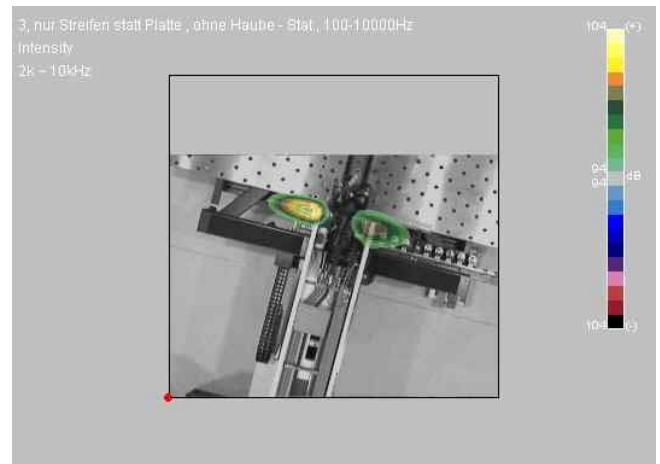 3, nur Streifen statt Platte , ohne Haube - Stat , 100-10000Hz
Intensity
2k – 10kHz
104 (+)
94
94 dB
104 (-)